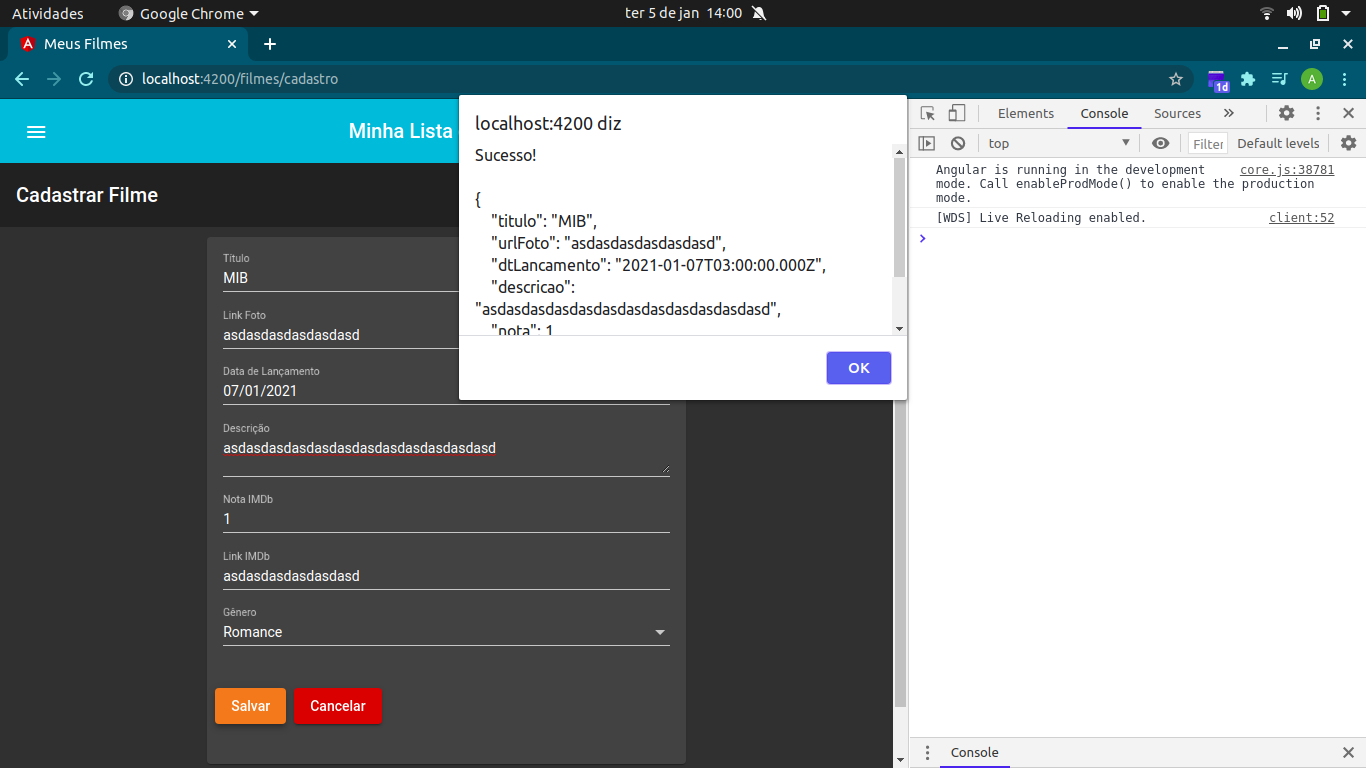 Atividades
Google Chrome
ter 5 de jan 14:00
Meus Filmes
localhost:4200/filmes/cadastro
1d
A
Minha Lista
Cadastrar Filme
Título
MIB
Link Foto
asdasdasdasdasdasd
Data de Lançamento
07/01/2021
Descrição
asdasdasdasdasdasdasdasdasdasdasdasd
Nota IMDb
1
Link IMDb
asdasdasdasdasdasd
Gênero
Romance
Salvar
Cancelar
localhost:4200 diz
Sucesso!
{
"titulo": "MIB",
"urlFoto": "asdasdasdasdasdasd",
"dtLancamento": "2021-01-07T03:00:00.000Z",
"descricao":
"asdasdasdasdasdasdasdasdasdasdasdasd",
"nota": 1
OK
Elements
Console
Sources
top
Filter
Default levels
Angular is running in the development core.js:38781
mode. Call enableProdMode() to enable the production
mode.
[WDS] Live Reloading enabled. client:52
Console